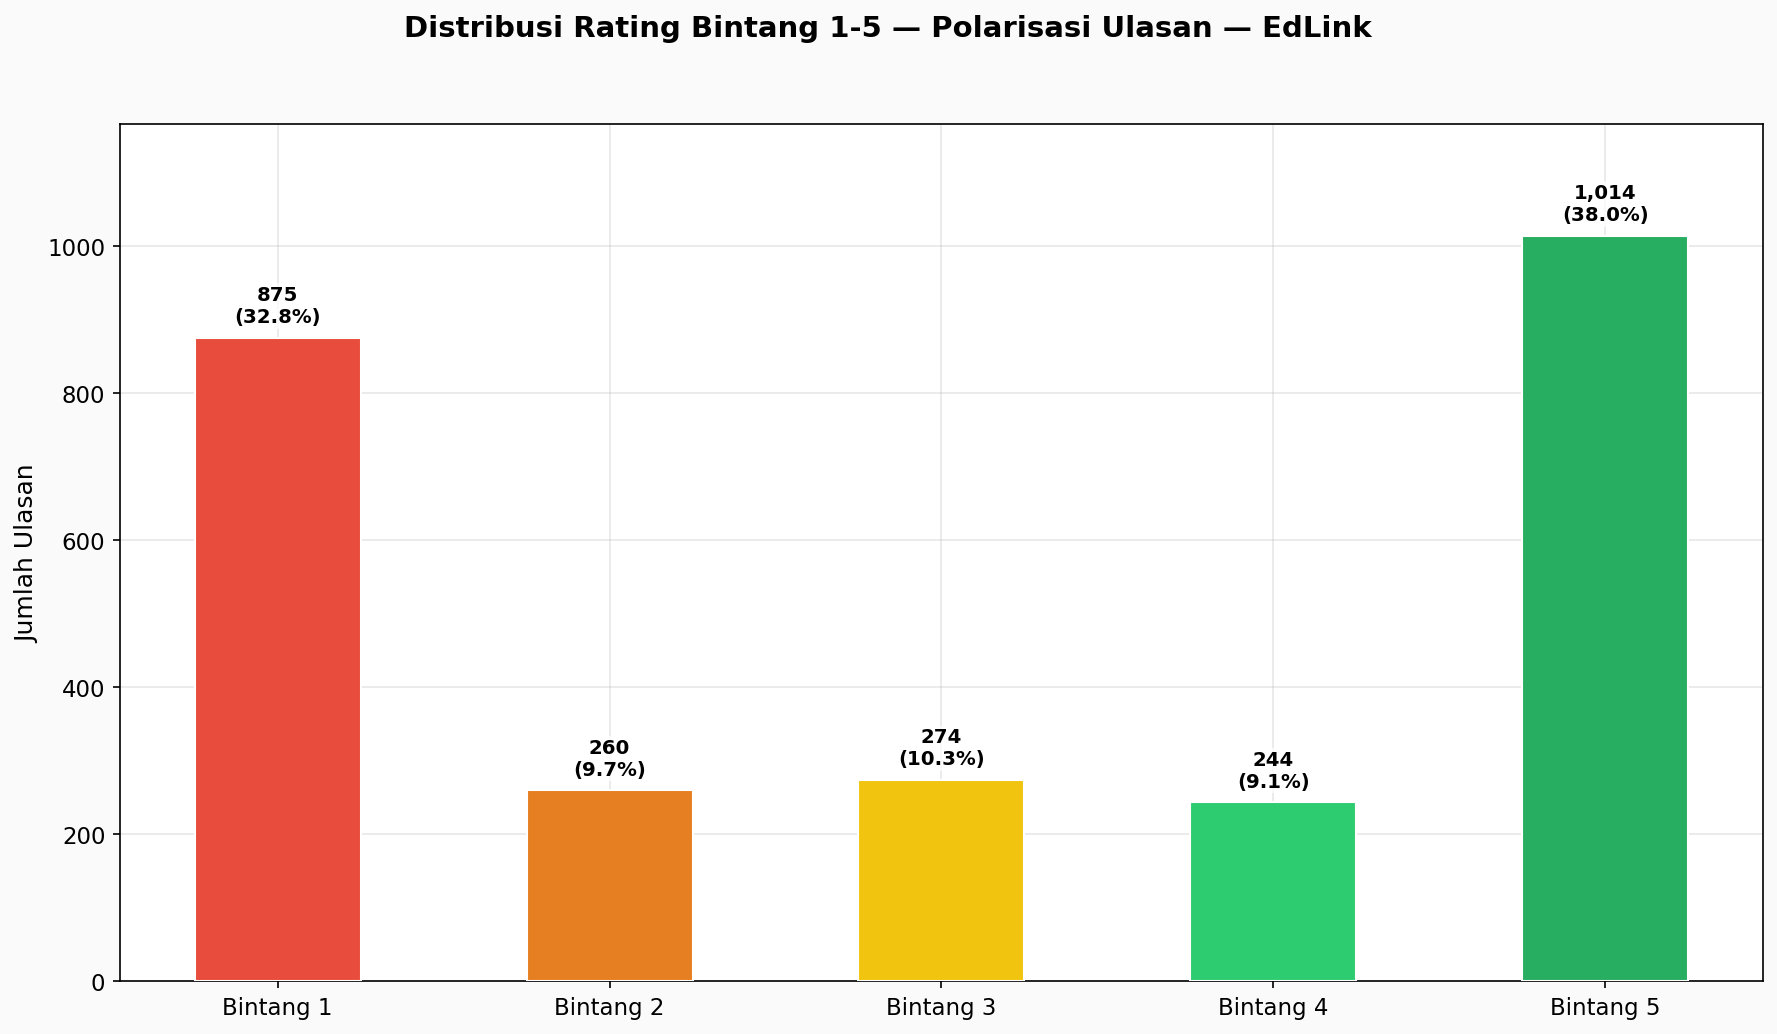 Distribusi Rating Bintang 1-5 — Polarisasi Ulasan — EdLink
Jumlah Ulasan
1000
800
600
400
200
0
875
(32.8%)
260
(9.7%)
274
(10.3%)
244
(9.1%)
1,014
(38.0%)
Bintang 1
Bintang 2
Bintang 3
Bintang 4
Bintang 5